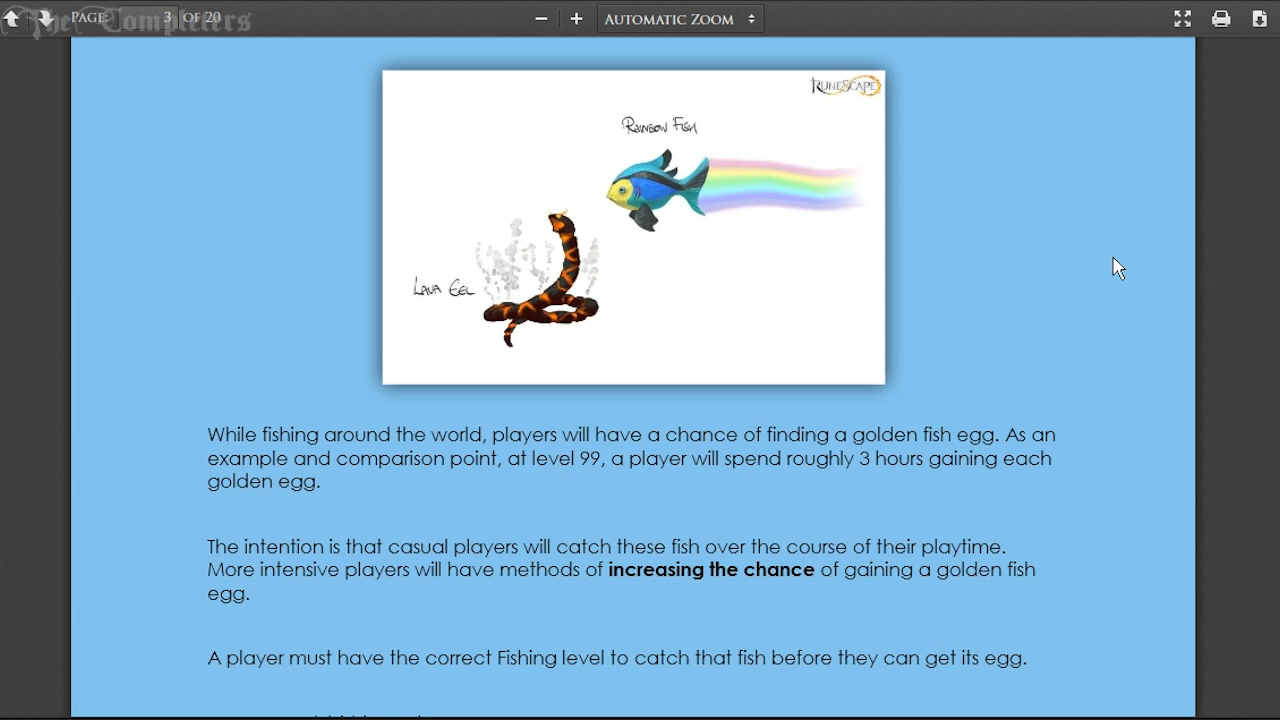 The Completers
PAGE: 3 OF 20
AUTOMATIC ZOOM
RUNESCAPE
RAINBOW FISH
LAVA EEL
While fishing around the world, players will have a chance of finding a golden fish egg. As an
example and comparison point, at level 99, a player will spend roughly 3 hours gaining each
golden egg.
The intention is that casual players will catch these fish over the course of their playtime.
More intensive players will have methods of increasing the chance of gaining a golden fish
egg.
A player must have the correct Fishing level to catch that fish before they can get its egg.